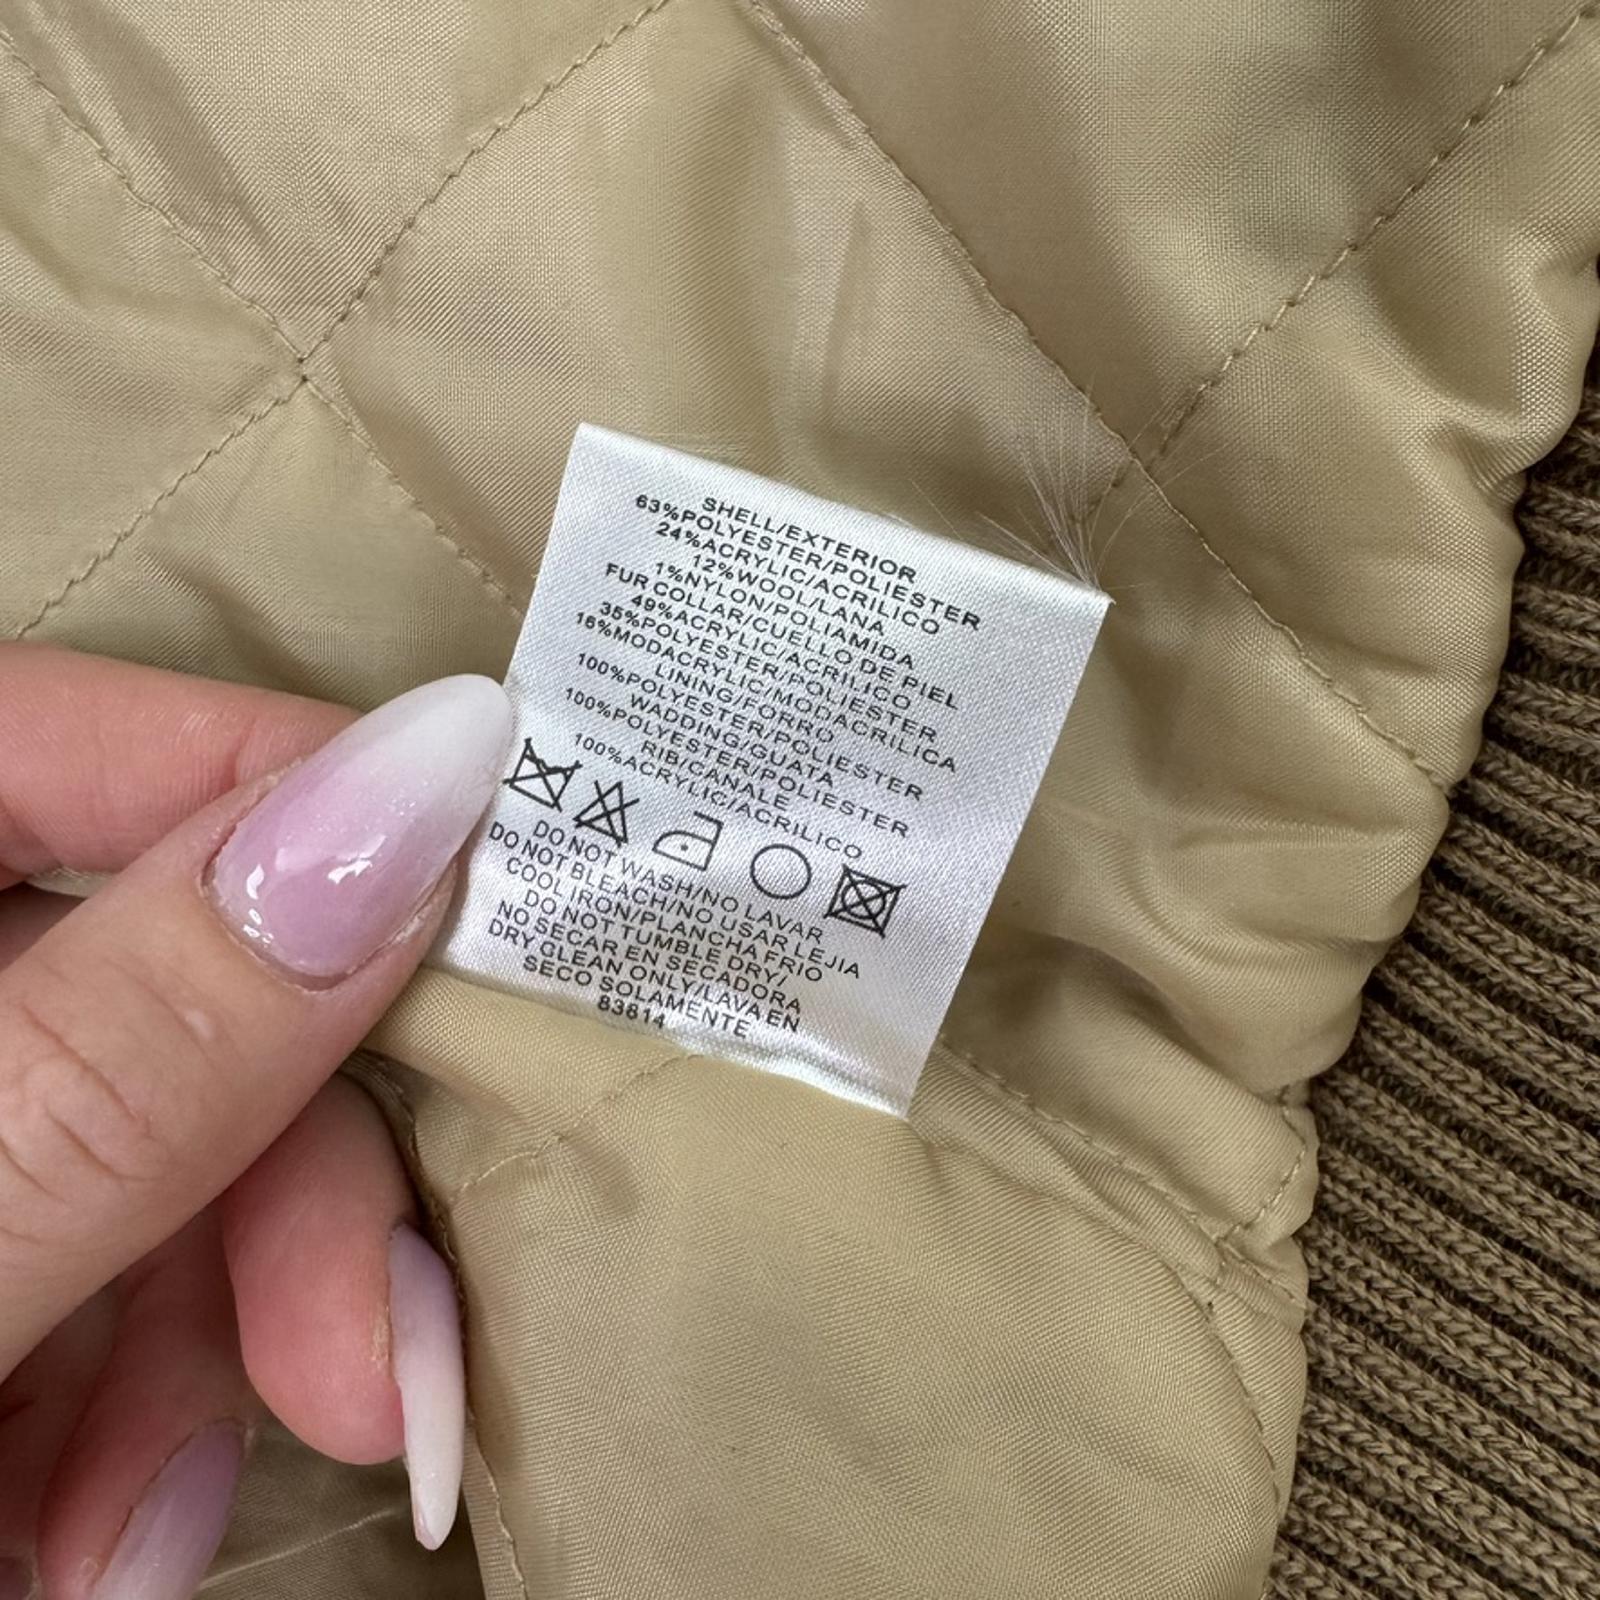 SHELL/EXTERIOR
63%POLYESTER/POLIESTER
24%ACRYLIC/ACRILICO
12%WOOL/LANA
1%NYLON/POLIAMIDA
FUR COLLAR/CUELLO DE PIEL
49%ACRYLIC/ACRILICO
35%POLYESTER/POLIESTER
16%MODACRYLIC/MODACRILICA
LINING/FORRO
100%POLYESTER/POLIESTER
WADDING/GUATA
100%POLYESTER/POLIESTER
RIB/CANALE
100%ACRYLIC/ACRILICO
DO NOT WASH/NO LAVAR
DO NOT BLEACH/NO USAR LEJIA
COOL IRON/PLANCHA FRIO
DO NOT TUMBLE DRY/
NO SECAR EN SECADORA
DRY CLEAN ONLY/LAVA EN
SECO SOLAMENTE
83814